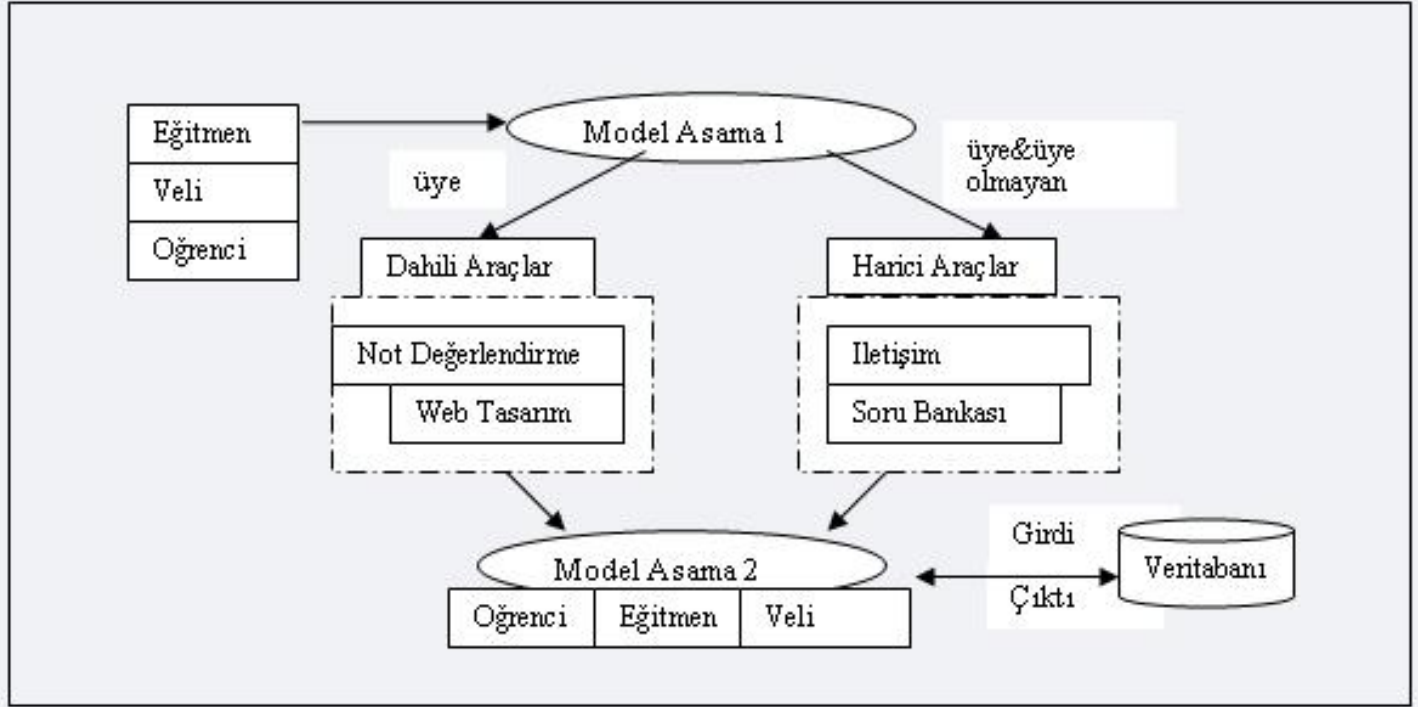 Eğitmen
Veli
Oğrenci
Model Asama 1
üye
üye&üye
olmayan
Dahili Araçlar
Harici Araçlar
Not Değerlendirme
Web Tasarım
Iletişim
Soru Bankası
Model Asama 2
Oğrenci
Eğitmen
Veli
Girdi
Çıktı
Veritabanı